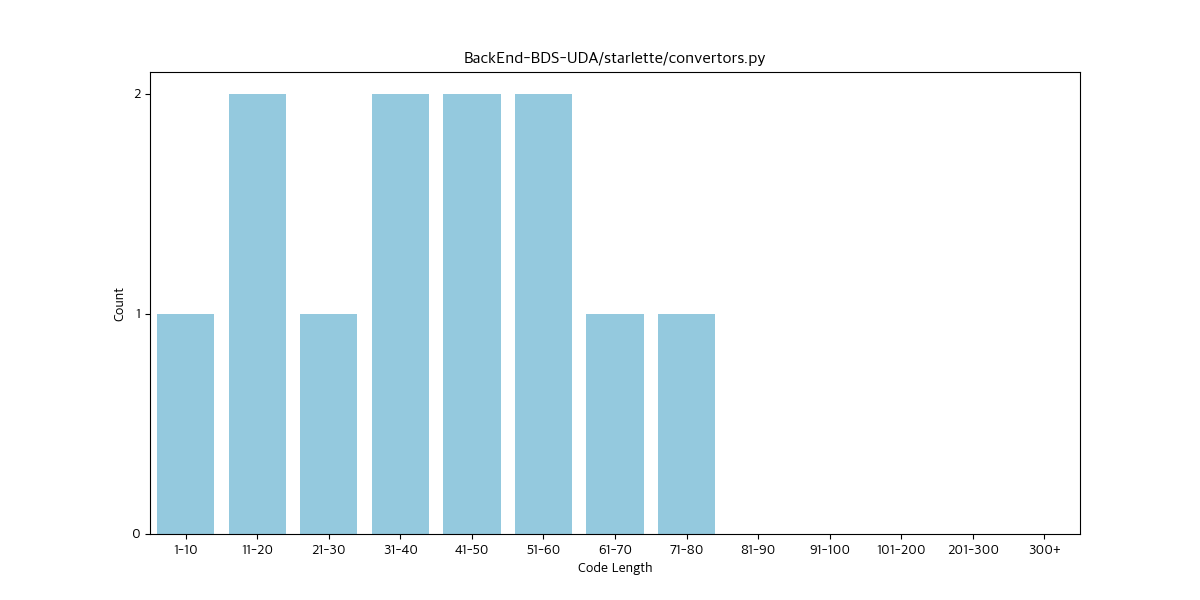 BackEnd-BDS-UDA/starlette/convertors.py
2
1
0
Count
1-10 11-20 21-30 31-40 41-50 51-60 61-70 71-80 81-90 91-100 101-200 201-300 300+
Code Length